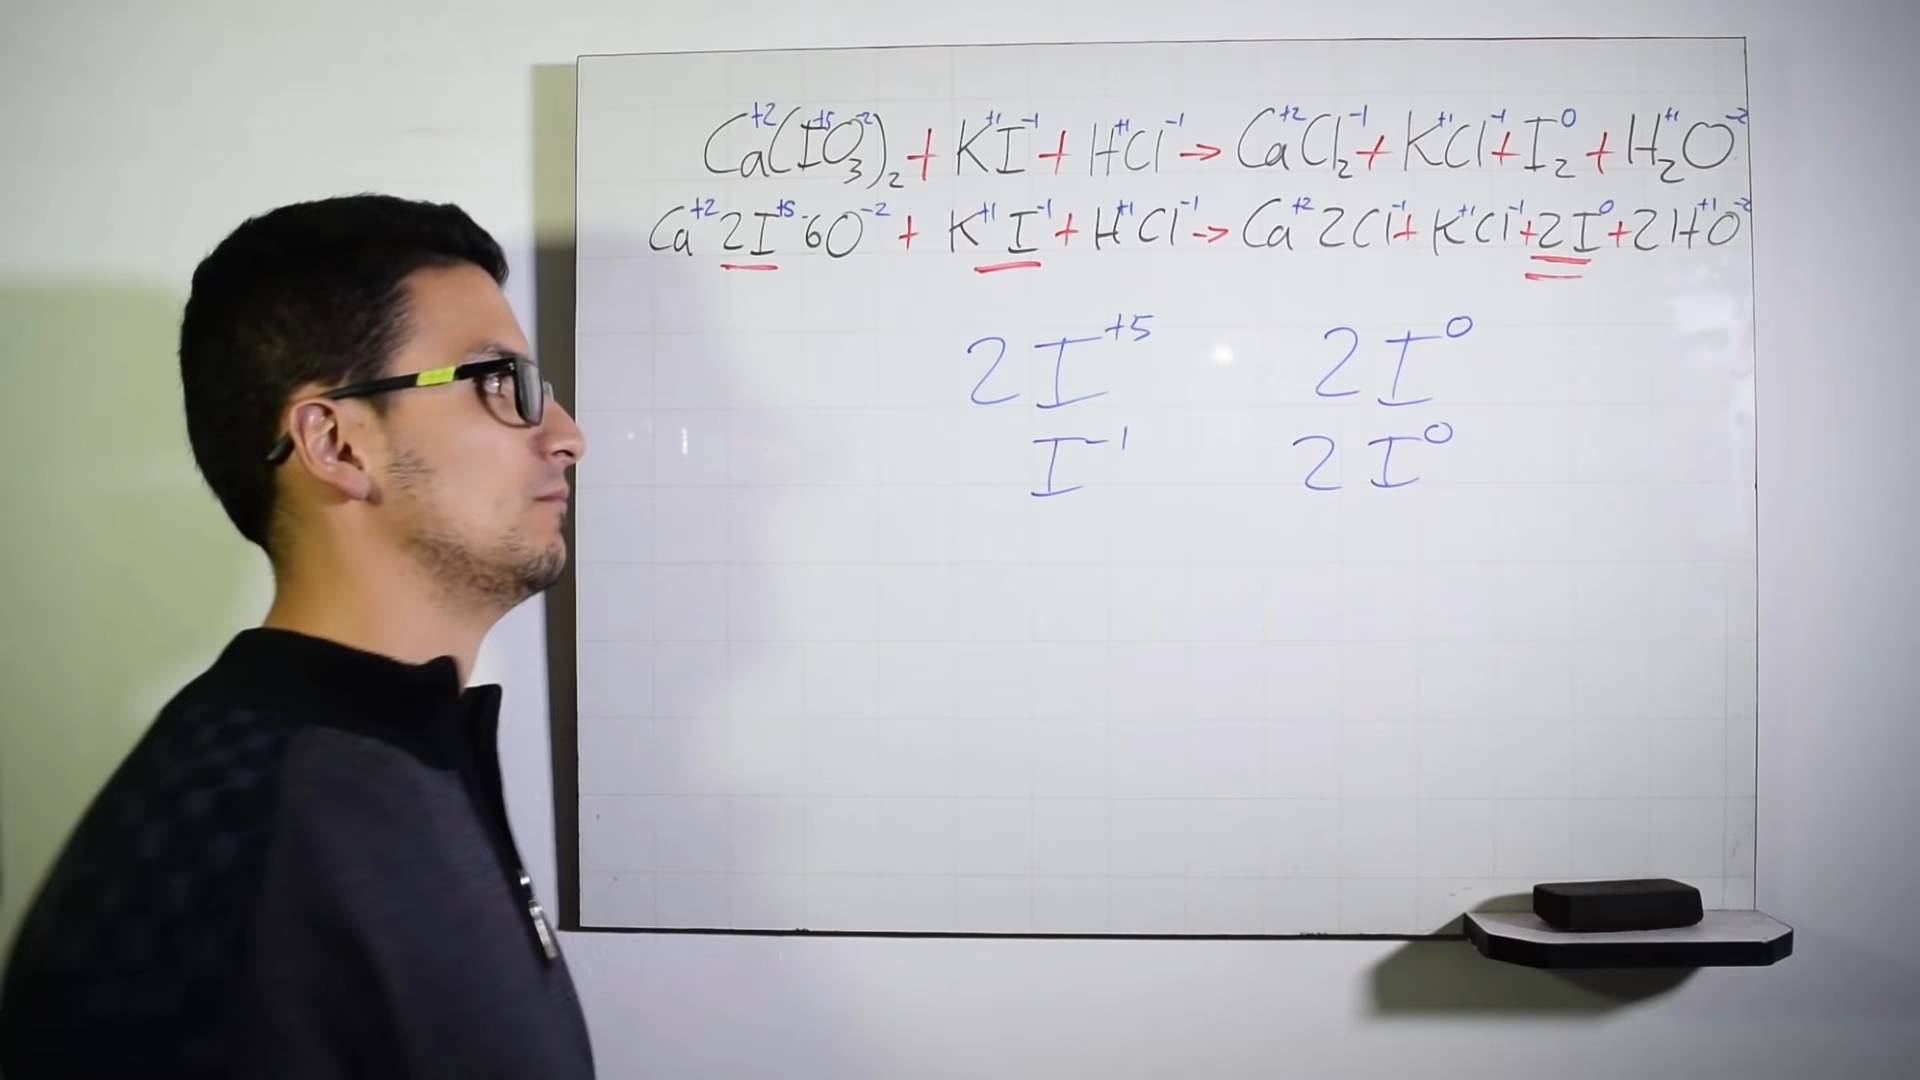 Ca⁺²(I⁺⁵O₃⁻²)₂ + K⁺¹I⁻¹ + H⁺¹Cl⁻¹ → Ca⁺²Cl₂⁻¹ + K⁺¹Cl⁻¹ + I₂⁰ + H₂⁺¹O⁻²
Ca⁺² 2I⁺⁵ 6O⁻² + K⁺¹ I⁻¹ + H⁺¹Cl⁻¹ → Ca⁺² 2Cl⁻¹ + K⁺¹Cl⁻¹ + 2I⁰ + 2H⁺¹O⁻²
2I⁺⁵ 2I⁰
I⁻¹ 2I⁰